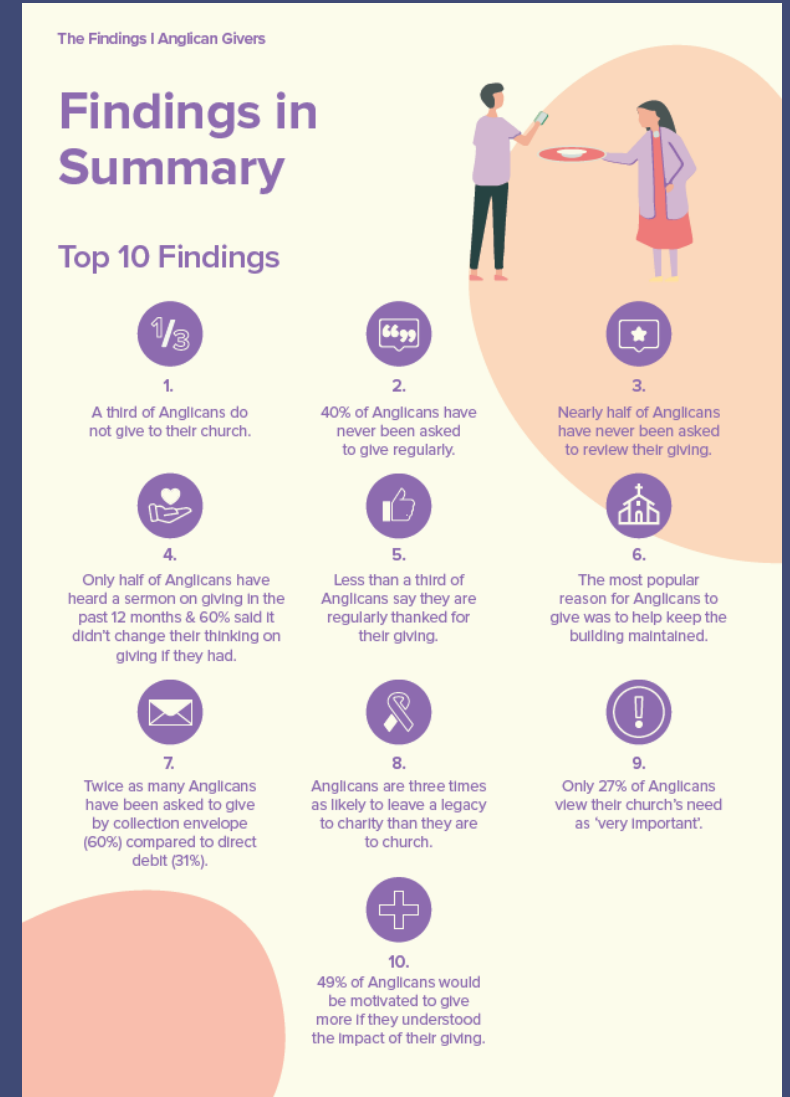 The Findings | Anglican Givers
Findings in
Summary
Top 10 Findings
1/3
1.
A third of Anglicans do
not give to their church.
2.
40% of Anglicans have
never been asked
to give regularly.
3.
Nearly half of Anglicans
have never been asked
to review their giving.
4.
Only half of Anglicans have
heard a sermon on giving in the
past 12 months & 60% said it
didn't change their thinking on
giving if they had.
5.
Less than a third of
Anglicans say they are
regularly thanked for
their giving.
6.
The most popular
reason for Anglicans to
give was to help keep the
building maintained.
7.
Twice as many Anglicans
have been asked to give
by collection envelope
(60%) compared to direct
debit (31%).
8.
Anglicans are three times
as likely to leave a legacy
to charity than they are
to church.
9.
Only 27% of Anglicans
view their church's need
as ‘very important’.
10.
49% of Anglicans would
be motivated to give
more if they understood
the impact of their giving.